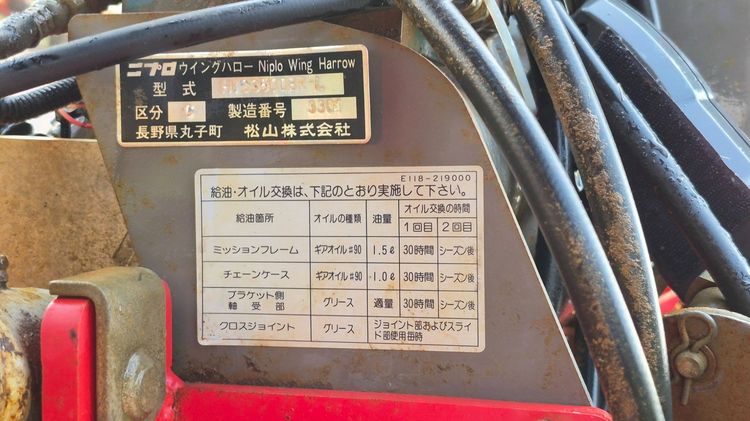 ニプロ ウイングハロー Niplo Wing Harrow
型式
区分 製造番号
長野県丸子町 松山株式会社
E118-219000
給油・オイル交換は、下記のとおり実施して下さい。
給油箇所 オイルの種類 油量 オイル交換の時間
1回目 2回目
ミッションフレーム ギアオイル#90 1.5ℓ 30時間 シーズン後
チェーンケース ギアオイル#90 1.0ℓ 30時間 シーズン後
ブラケット側
軸受部 グリース 適量 30時間 シーズン後
クロスジョイント グリース ジョイント部およびスライ
ド部使用毎時